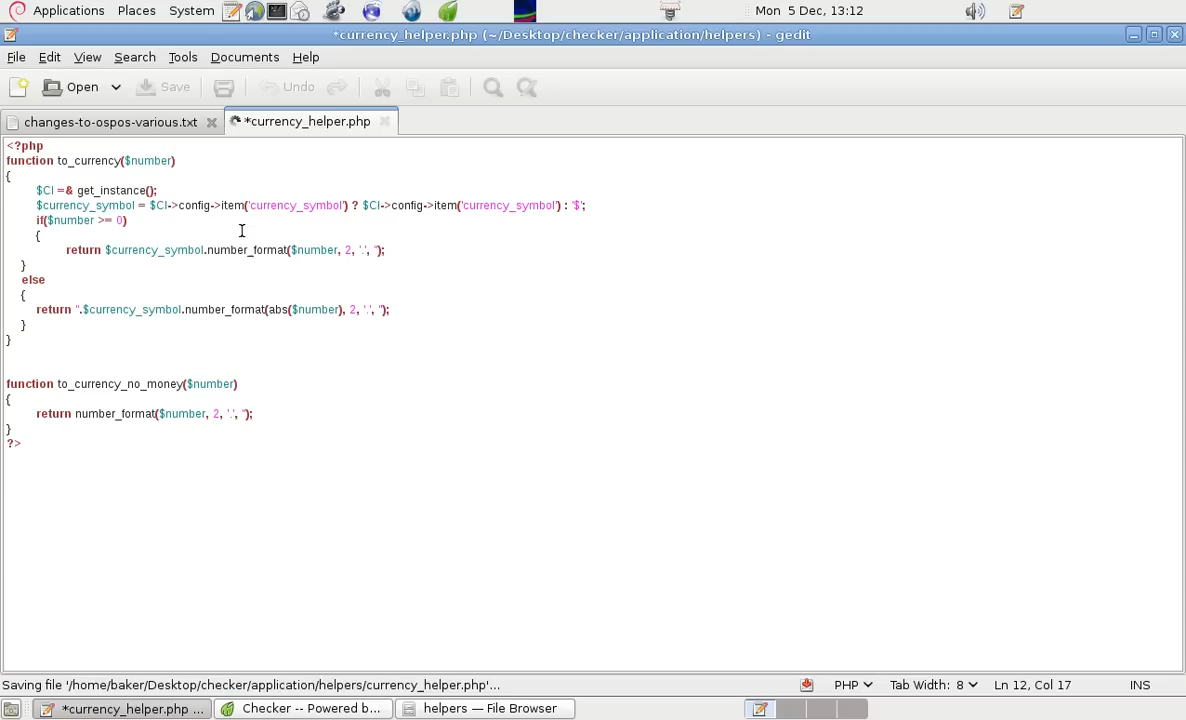 Applications Places System Mon 5 Dec, 13:12
*currency_helper.php (~/Desktop/checker/application/helpers) - gedit
File Edit View Search Tools Documents Help
Open Save Undo
changes-to-ospos-various.txt *currency_helper.php
<?php
function to_currency($number)
{
$CI =& get_instance();
$currency_symbol = $CI->config->item('currency_symbol') ? $CI->config->item('currency_symbol') : '$';
if($number >= 0)
{
return $currency_symbol.number_format($number, 2, '.', '');
}
else
{
return ''.$currency_symbol.number_format(abs($number), 2, '.', '');
}
}
function to_currency_no_money($number)
{
return number_format($number, 2, '.', '');
}
?>
Saving file '/home/baker/Desktop/checker/application/helpers/currency_helper.php'... PHP Tab Width: 8 Ln 12, Col 17 INS
*currency_helper.php ... Checker -- Powered b... helpers — File Browser